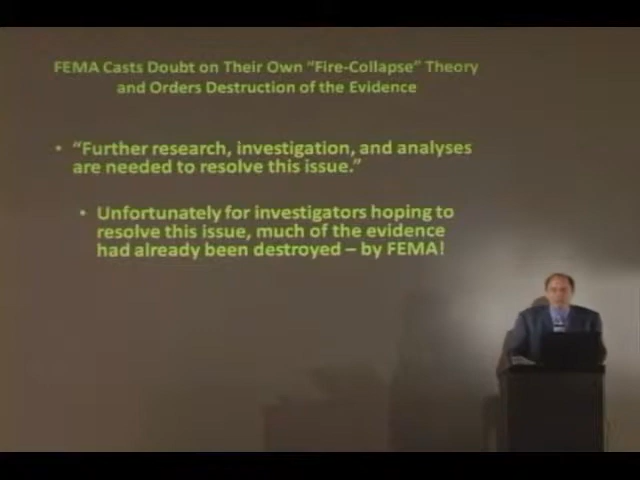 FEMA Casts Doubt on Their Own “Fire-Collapse” Theory
and Orders Destruction of the Evidence
• “Further research, investigation, and analyses
are needed to resolve this issue.”
• Unfortunately for investigators hoping to
resolve this issue, much of the evidence
had already been destroyed – by FEMA!